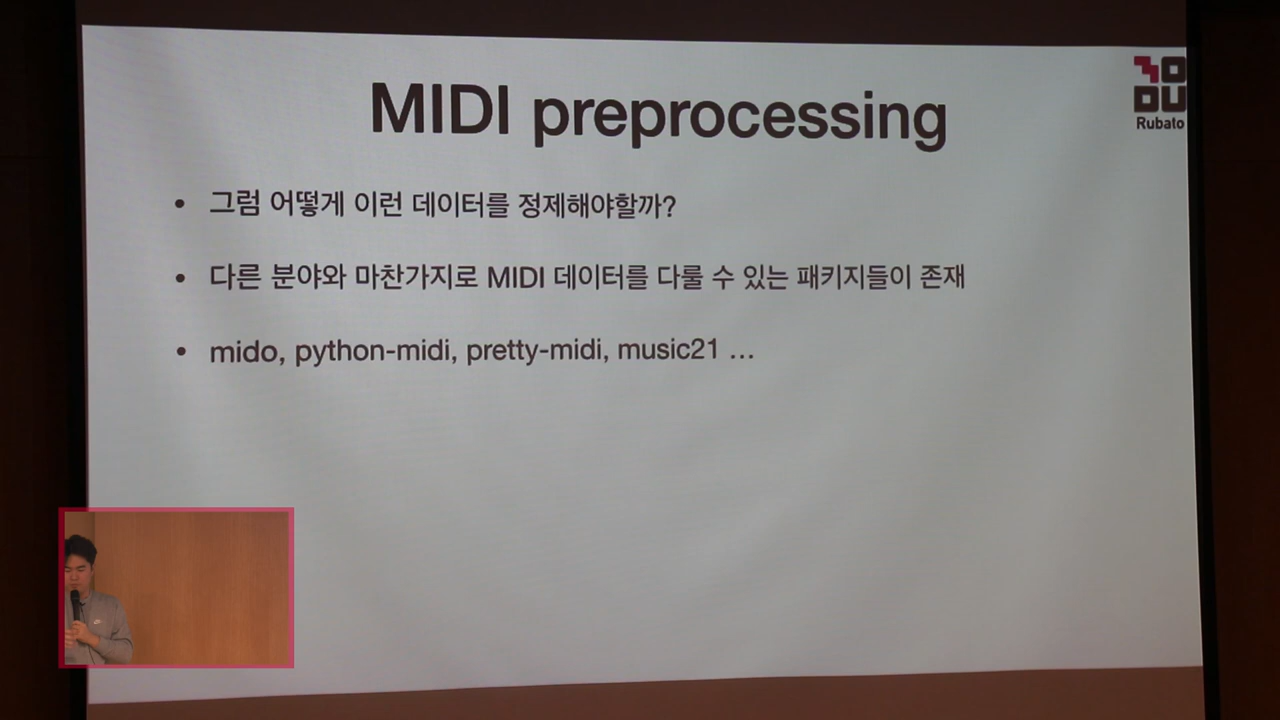 MIDI preprocessing
MODU
Rubato
• 그럼 어떻게 이런 데이터를 정제해야할까?
• 다른 분야와 마찬가지로 MIDI 데이터를 다룰 수 있는 패키지들이 존재
• mido, python-midi, pretty-midi, music21 ...